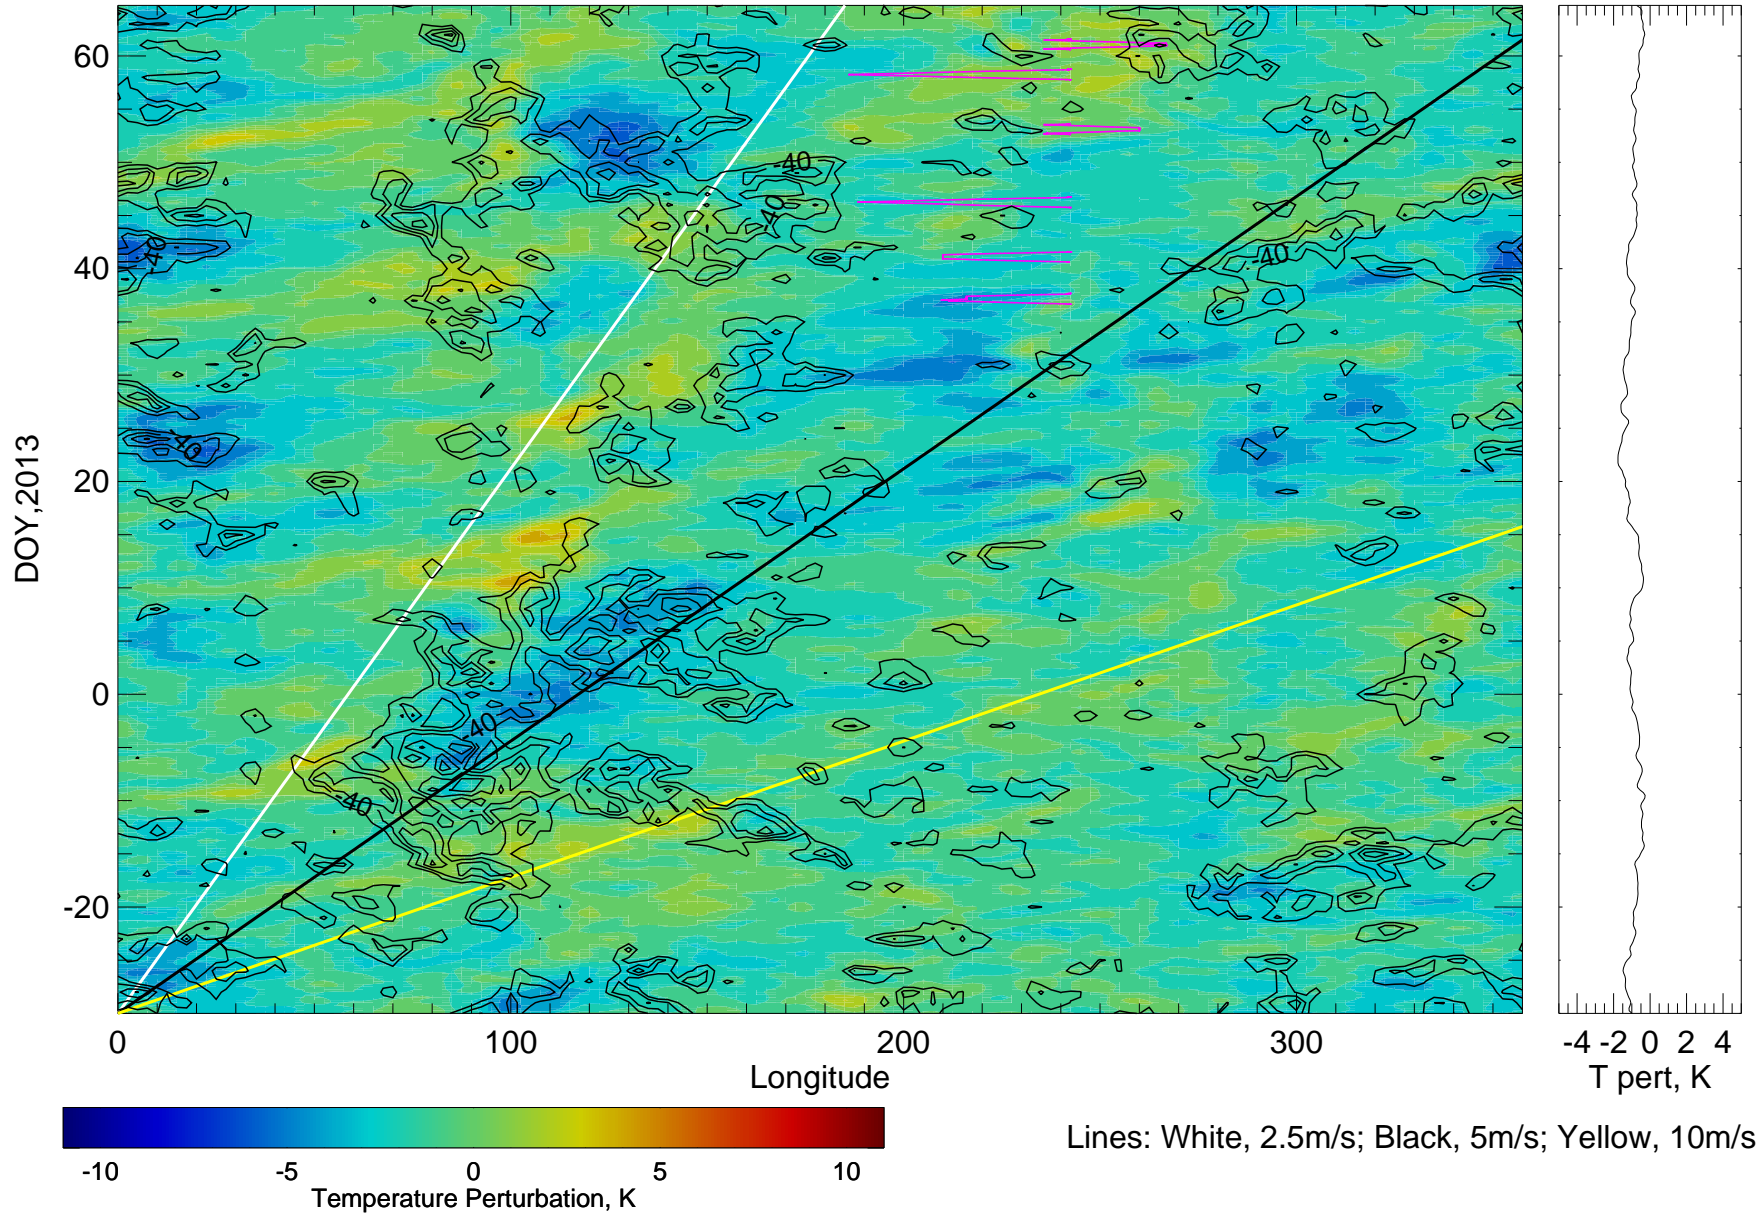 60
40
20
0
-20
DOY,2013
-40
-40
-40
-40
-40
-40
-40
0 100 200 300
Longitude
-4 -2 0 2 4
T pert, K
-10 -5 0 5 10
Temperature Perturbation, K
Lines: White, 2.5m/s; Black, 5m/s; Yellow, 10m/s